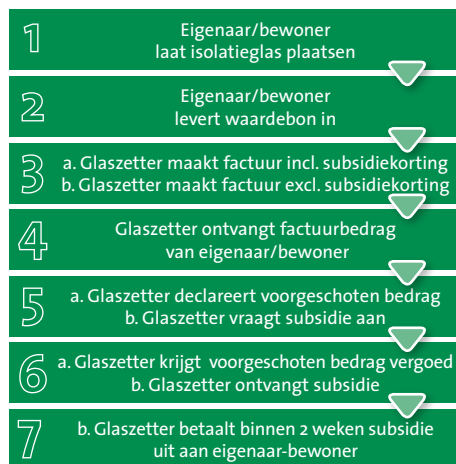 1
Eigenaar/bewoner
laat isolatieglas plaatsen
2
Eigenaar/bewoner
levert waardebon in
3
a. Glaszetter maakt factuur incl. subsidiekorting
b. Glaszetter maakt factuur excl. subsidiekorting
4
Glaszetter ontvangt factuurbedrag
van eigenaar/bewoner
5
a. Glaszetter declareert voorgeschoten bedrag
b. Glaszetter vraagt subsidie aan
6
a. Glaszetter krijgt voorgeschoten bedrag vergoed
b. Glaszetter ontvangt subsidie
7
b. Glaszetter betaalt binnen 2 weken subsidie
uit aan eigenaar-bewoner